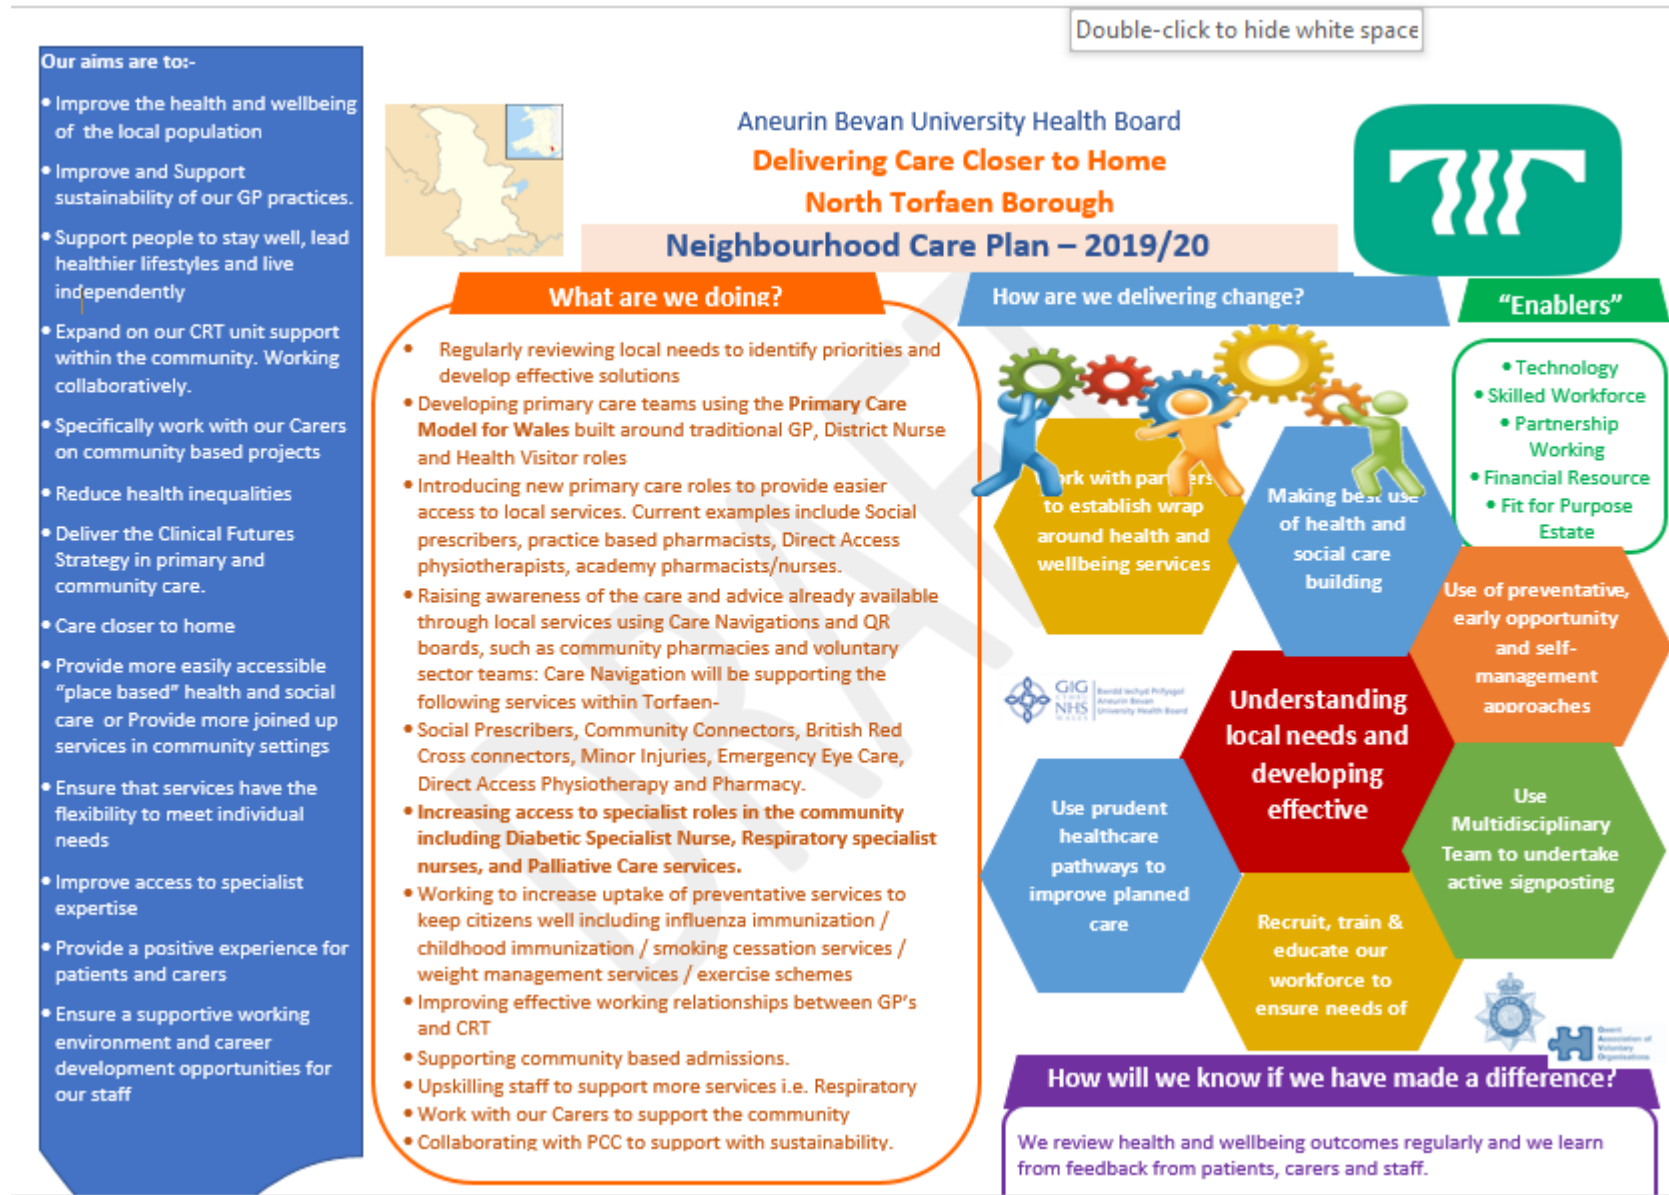 Double-click to hide white space
Our aims are to:-
• Improve the health and wellbeing
of the local population
• Improve and Support
sustainability of our GP practices.
• Support people to stay well, lead
healthier lifestyles and live
independently
• Expand on our CRT unit support
within the community. Working
collaboratively.
• Specifically work with our Carers
on community based projects
• Reduce health inequalities
• Deliver the Clinical Futures
Strategy in primary and
community care.
• Care closer to home
• Provide more easily accessible
“place based” health and social
care or Provide more joined up
services in community settings
• Ensure that services have the
flexibility to meet individual
needs
• Improve access to specialist
expertise
• Provide a positive experience for
patients and carers
• Ensure a supportive working
environment and career
development opportunities for
our staff
Aneurin Bevan University Health Board
Delivering Care Closer to Home
North Torfaen Borough
Neighbourhood Care Plan – 2019/20
What are we doing?
• Regularly reviewing local needs to identify priorities and
develop effective solutions
• Developing primary care teams using the Primary Care
Model for Wales built around traditional GP, District Nurse
and Health Visitor roles
• Introducing new primary care roles to provide easier
access to local services. Current examples include Social
prescribers, practice based pharmacists, Direct Access
physiotherapists, academy pharmacists/nurses.
• Raising awareness of the care and advice already available
through local services using Care Navigations and QR
boards, such as community pharmacies and voluntary
sector teams: Care Navigation will be supporting the
following services within Torfaen-
• Social Prescribers, Community Connectors, British Red
Cross connectors, Minor Injuries, Emergency Eye Care,
Direct Access Physiotherapy and Pharmacy.
• Increasing access to specialist roles in the community
including Diabetic Specialist Nurse, Respiratory specialist
nurses, and Palliative Care services.
• Working to increase uptake of preventative services to
keep citizens well including influenza immunization /
childhood immunization / smoking cessation services /
weight management services / exercise schemes
• Improving effective working relationships between GP's
and CRT
• Supporting community based admissions.
• Upskilling staff to support more services i.e. Respiratory
• Work with our Carers to support the community
• Collaborating with PCC to support with sustainability.
DRAFT
How are we delivering change?
“Enablers”
• Technology
• Skilled Workforce
• Partnership
Working
• Financial Resource
• Fit for Purpose
Estate
with
to establish wrap
around health and
wellbeing services
Making best use
of health and
social care
building
Use of preventative,
early opportunity
and self-
management
approaches
GIG
CYMRU
NHS
WALES
Bwrdd Iechyd Prifysgol
Aneurin Bevan
University Health Board
Understanding
local needs and
developing
effective
Use prudent
healthcare
pathways to
improve planned
care
Use
Multidisciplinary
Team to undertake
active signposting
Recruit, train &
educate our
workforce to
ensure needs of
Gwent
Association of
Voluntary
Organisations
How will we know if we have made a difference?
We review health and wellbeing outcomes regularly and we learn
from feedback from patients, carers and staff.